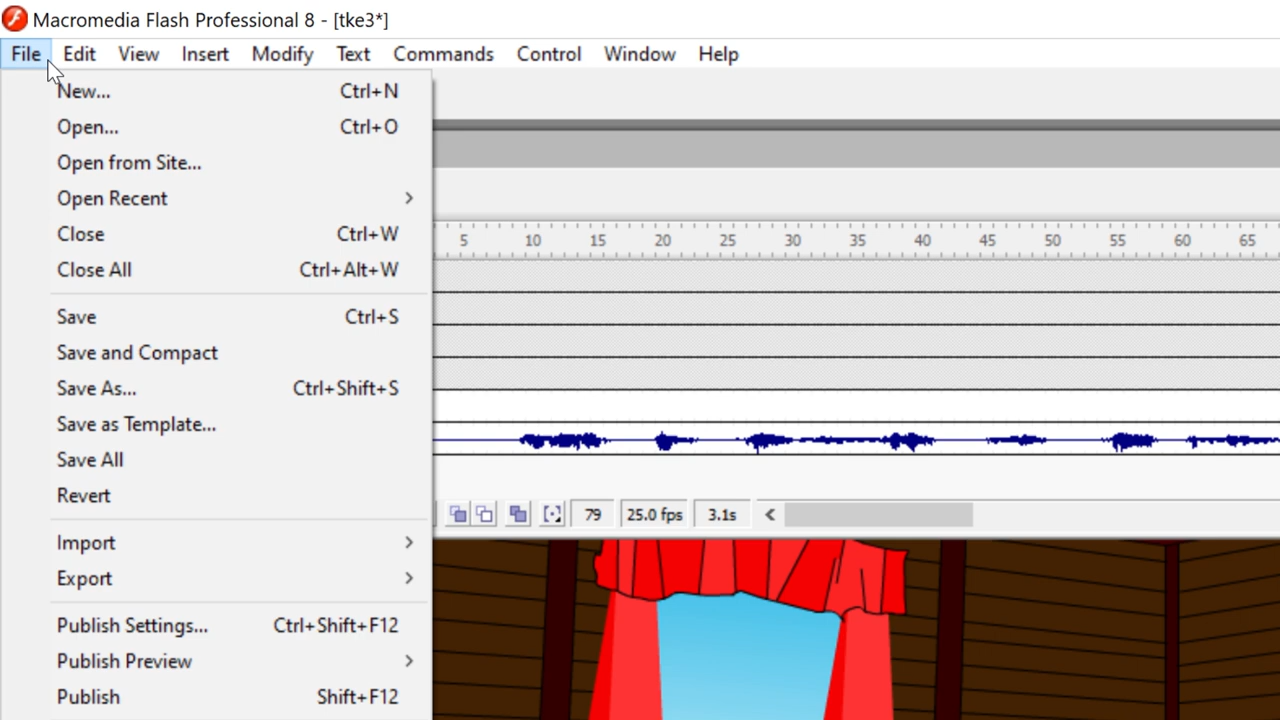 Macromedia Flash Professional 8 - [tke3*]
File Edit View Insert Modify Text Commands Control Window Help
New... Ctrl+N
Open... Ctrl+O
Open from Site...
Open Recent
Close Ctrl+W
Close All Ctrl+Alt+W
Save Ctrl+S
Save and Compact
Save As... Ctrl+Shift+S
Save as Template...
Save All
Revert
Import
Export
Publish Settings... Ctrl+Shift+F12
Publish Preview
Publish Shift+F12
5 10 15 20 25 30 35 40 45 50 55 60 65
79 25.0 fps 3.1s